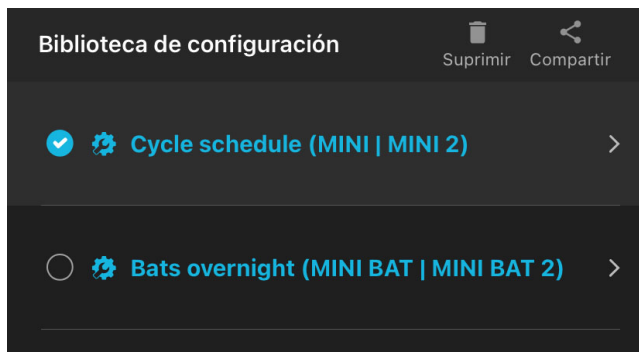 Biblioteca de configuración
Suprimir Compartir
Cycle schedule (MINI | MINI 2)
Bats overnight (MINI BAT | MINI BAT 2)